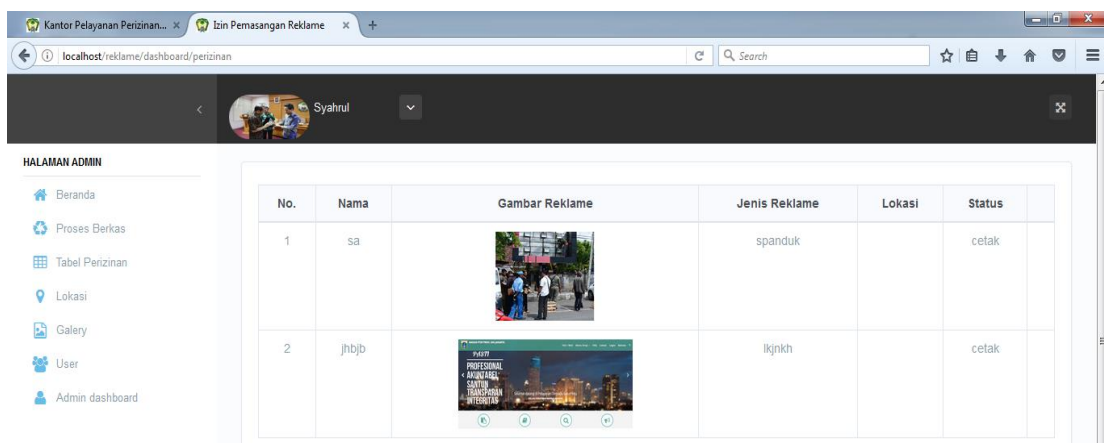 Kantor Pelayanan Perizinan... × Izin Pemasangan Reklame × +
localhost/reklame/dashboard/perizinan Search
Syahrul
HALAMAN ADMIN
Beranda
Proses Berkas
Tabel Perizinan
Lokasi
Galery
User
Admin dashboard
No. Nama Gambar Reklame Jenis Reklame Lokasi Status
1 sa spanduk cetak
2 jhbjb lkjnkh cetak
PROFESIONAL
AKUNTABEL
SANTUN
TRANSPARAN
INTEGRITAS